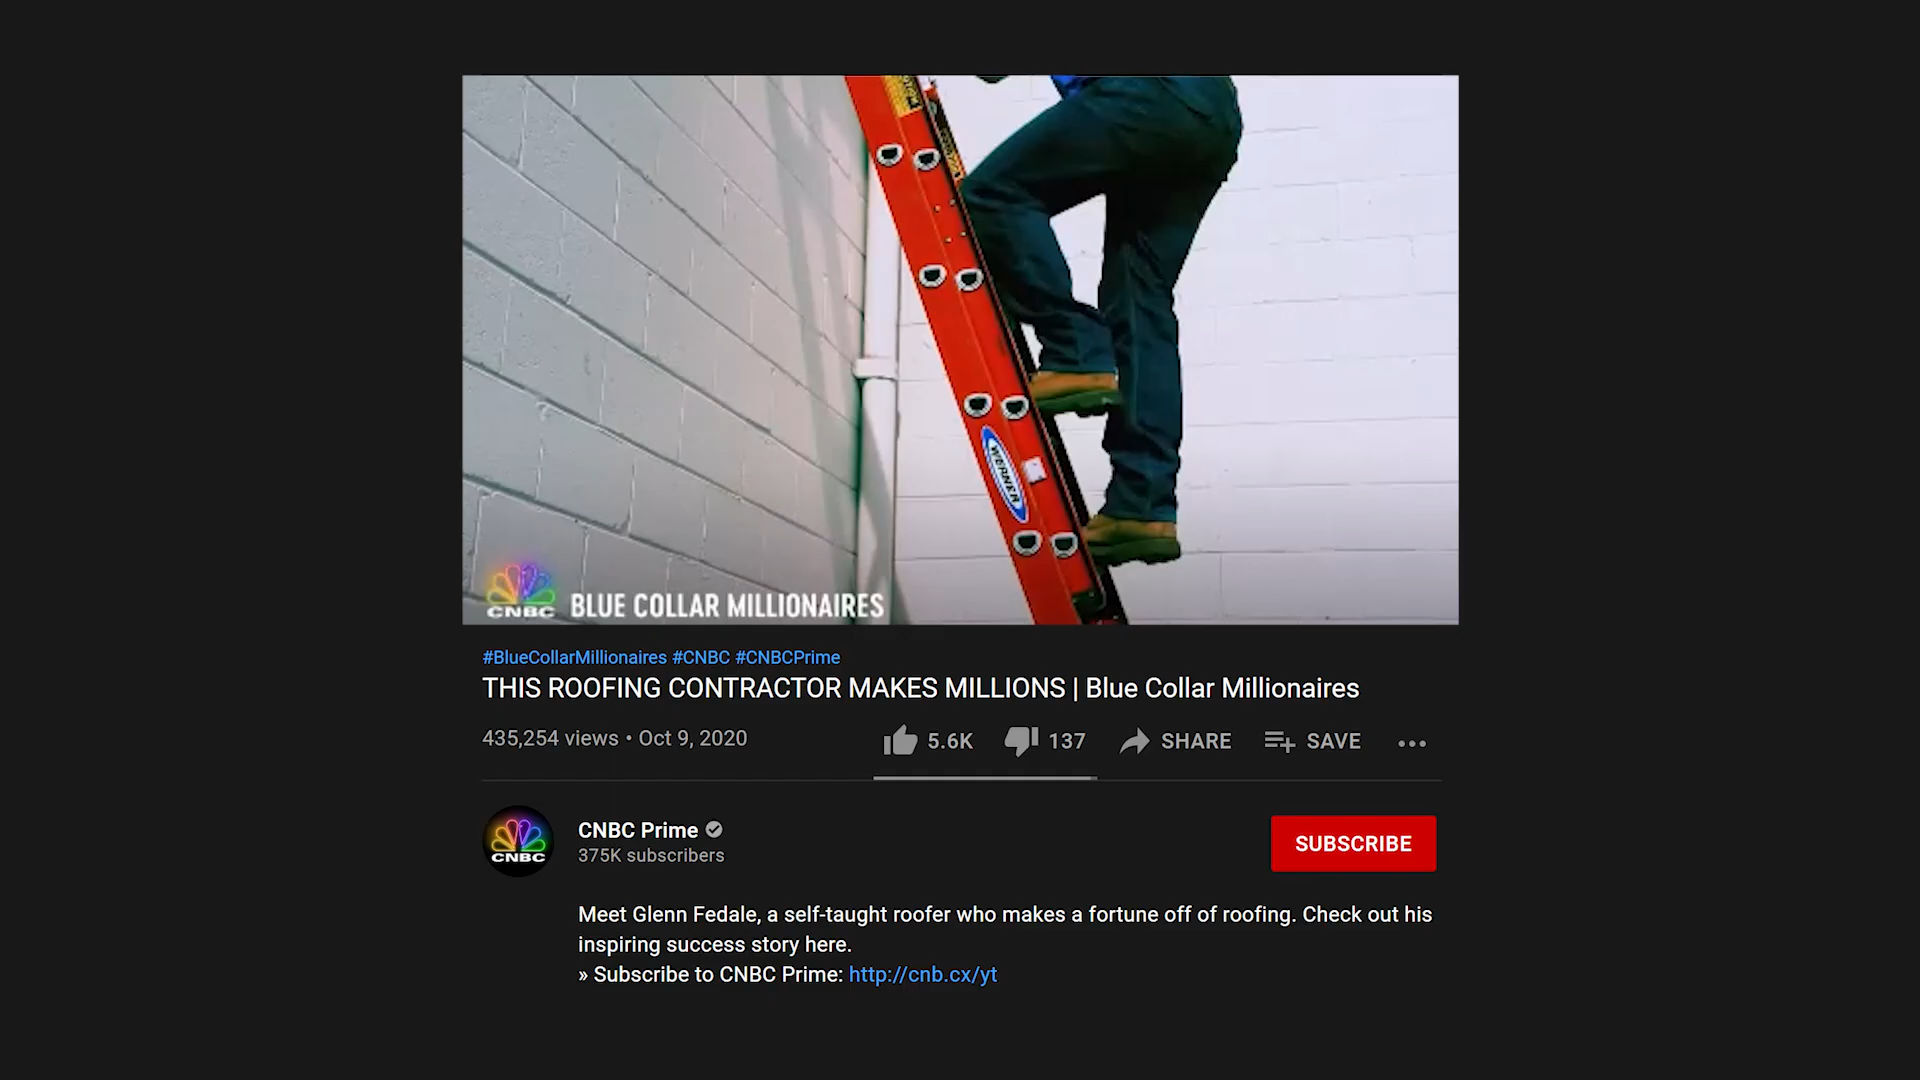 WERNER
CNBC
BLUE COLLAR MILLIONAIRES
#BlueCollarMillionaires #CNBC #CNBCPrime
THIS ROOFING CONTRACTOR MAKES MILLIONS | Blue Collar Millionaires
435,254 views • Oct 9, 2020
5.6K
137
SHARE
SAVE
CNBC
CNBC Prime
375K subscribers
SUBSCRIBE
Meet Glenn Fedale, a self-taught roofer who makes a fortune off of roofing. Check out his
inspiring success story here.
» Subscribe to CNBC Prime: http://cnb.cx/yt